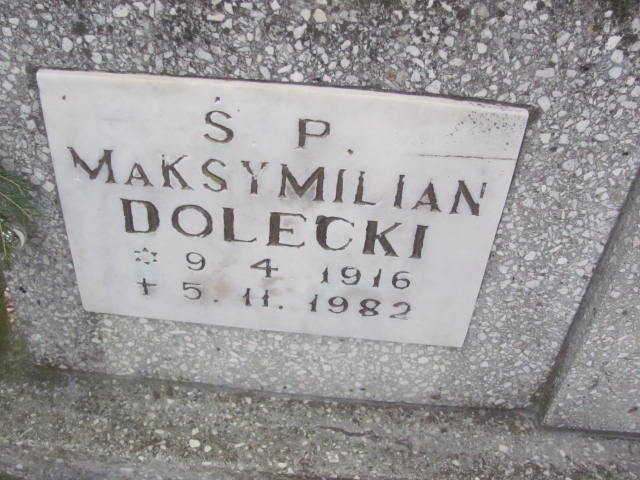 Ś P.
MAKSYMILIAN
DOLECKI
* 9 4 1916
+ 5. 11. 1982